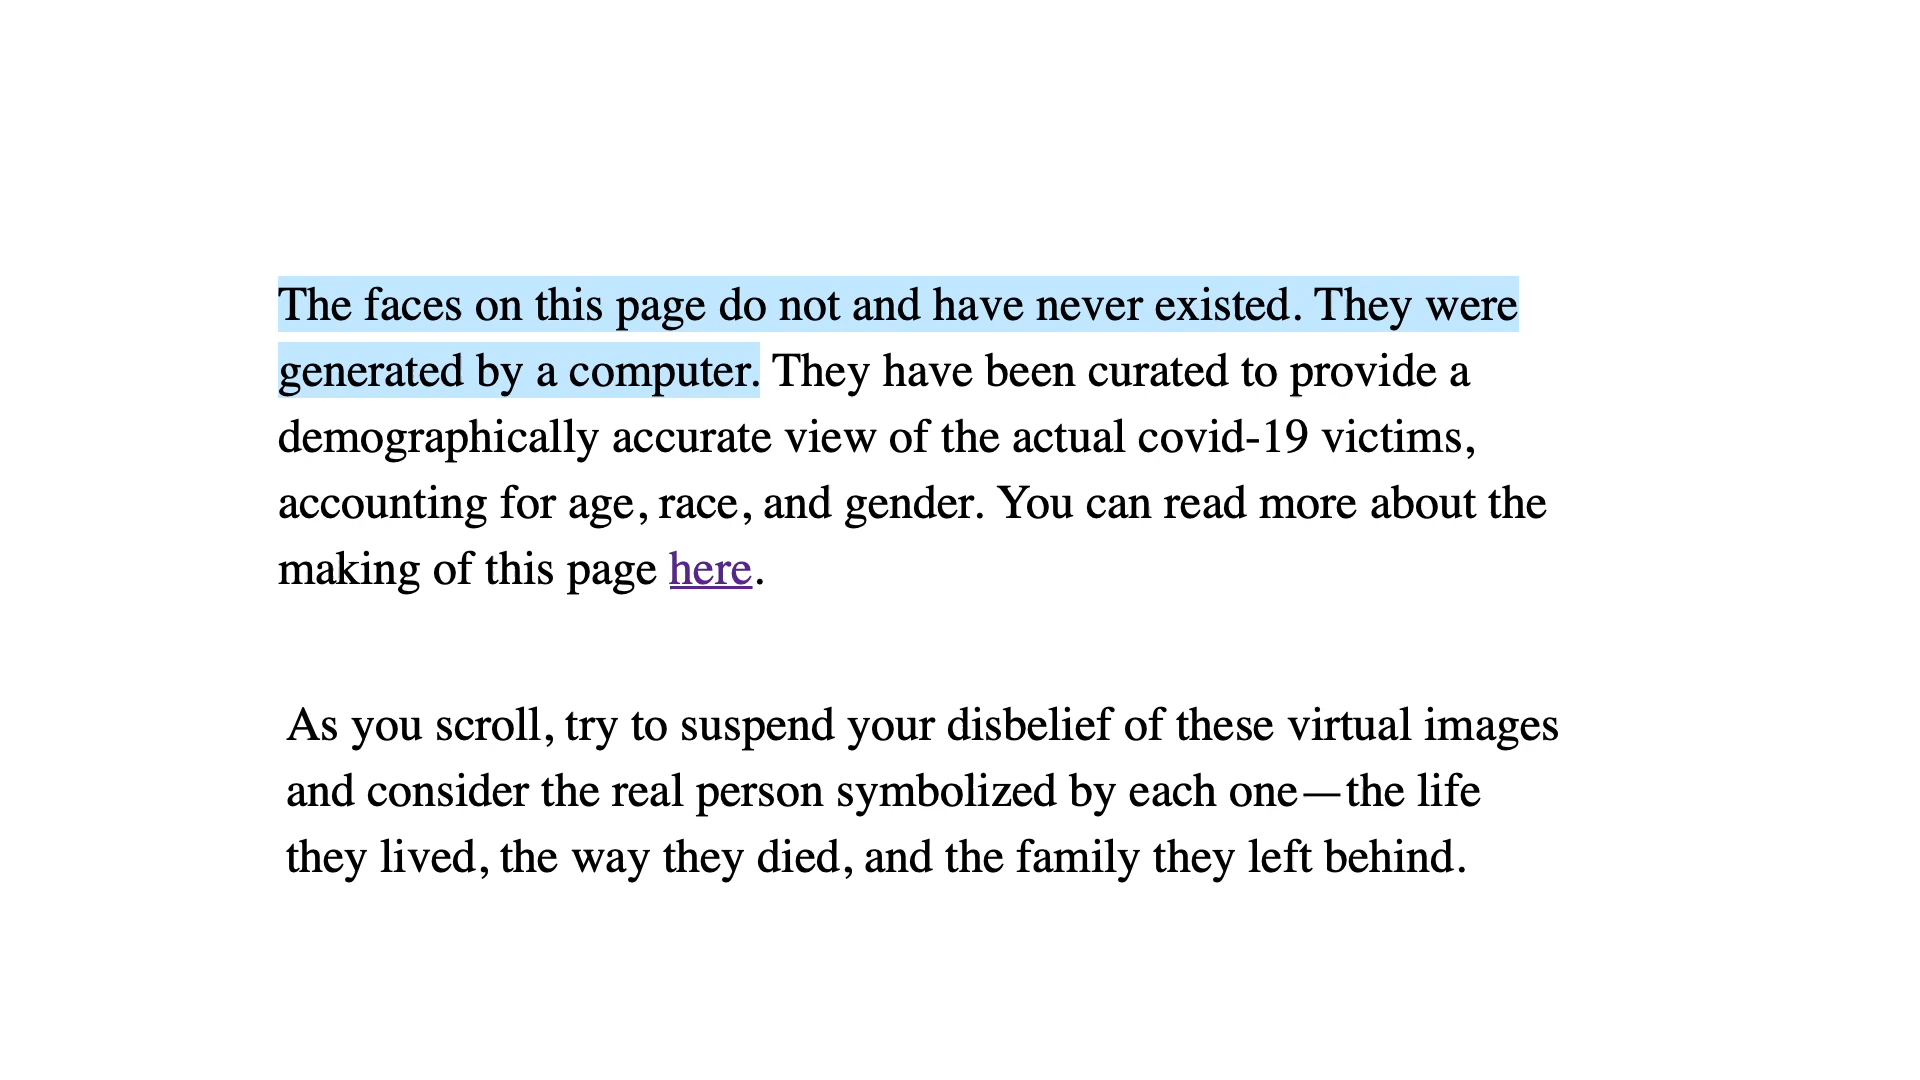 The faces on this page do not and have never existed. They were
generated by a computer. They have been curated to provide a
demographically accurate view of the actual covid-19 victims,
accounting for age, race, and gender. You can read more about the
making of this page here.
As you scroll, try to suspend your disbelief of these virtual images
and consider the real person symbolized by each one—the life
they lived, the way they died, and the family they left behind.